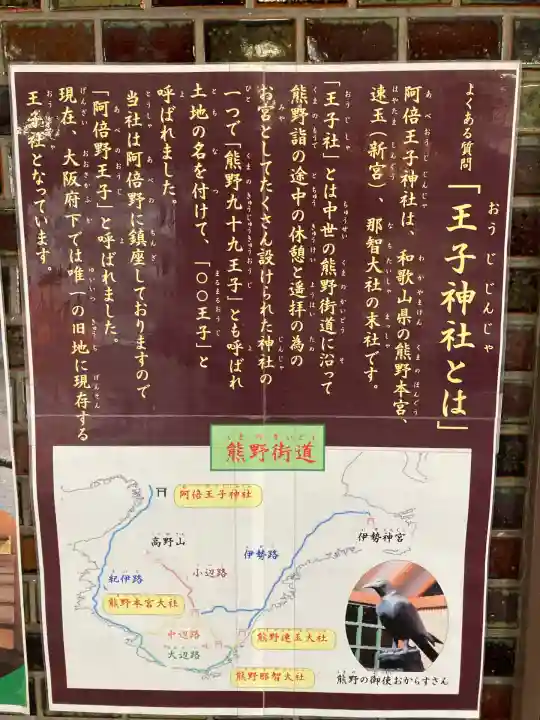 よくある質問
「王子神社とは」
阿倍王子神社は、和歌山県の熊野本宮、
速玉(新宮)、那智大社の末社です。
「王子社」とは中世の熊野街道に沿って
熊野詣の途中の休憩と遥拝の為の
お宮としてたくさん設けられた神社の
一つで「熊野九十九王子」とも呼ばれ
土地の名を付けて、「〇〇王子」と
呼ばれました。
当社は阿倍野に鎮座しておりますので
「阿倍野王子」と呼ばれました。
現在、大阪府下では唯一の旧地に現存する
王子社となっています。
熊野街道
阿倍王子神社
高野山
伊勢路
伊勢神宮
紀伊路
小辺路
熊野本宮大社
中辺路
大辺路
熊野速玉大社
熊野那智大社
熊野の御使おからすさん